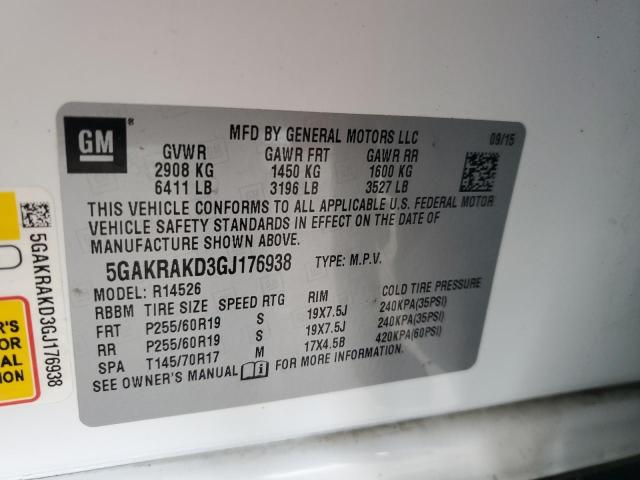 GM
®
MFD BY GENERAL MOTORS LLC
09/15
GVWR GAWR FRT GAWR RR
2908 KG 1450 KG 1600 KG
6411 LB 3196 LB 3527 LB
THIS VEHICLE CONFORMS TO ALL APPLICABLE U.S. FEDERAL MOTOR
VEHICLE SAFETY STANDARDS IN EFFECT ON THE DATE OF
MANUFACTURE SHOWN ABOVE.
5GAKRAKD3GJ176938 TYPE: M.P.V.
MODEL: R14526
RBBM TIRE SIZE SPEED RTG RIM COLD TIRE PRESSURE
FRT P255/60R19 S 19X7.5J 240KPA(35PSI)
RR P255/60R19 S 19X7.5J 240KPA(35PSI)
SPA T145/70R17 M 17X4.5B 420KPA(60PSI)
SEE OWNER'S MANUAL
5GAKRAKD3GJ176938